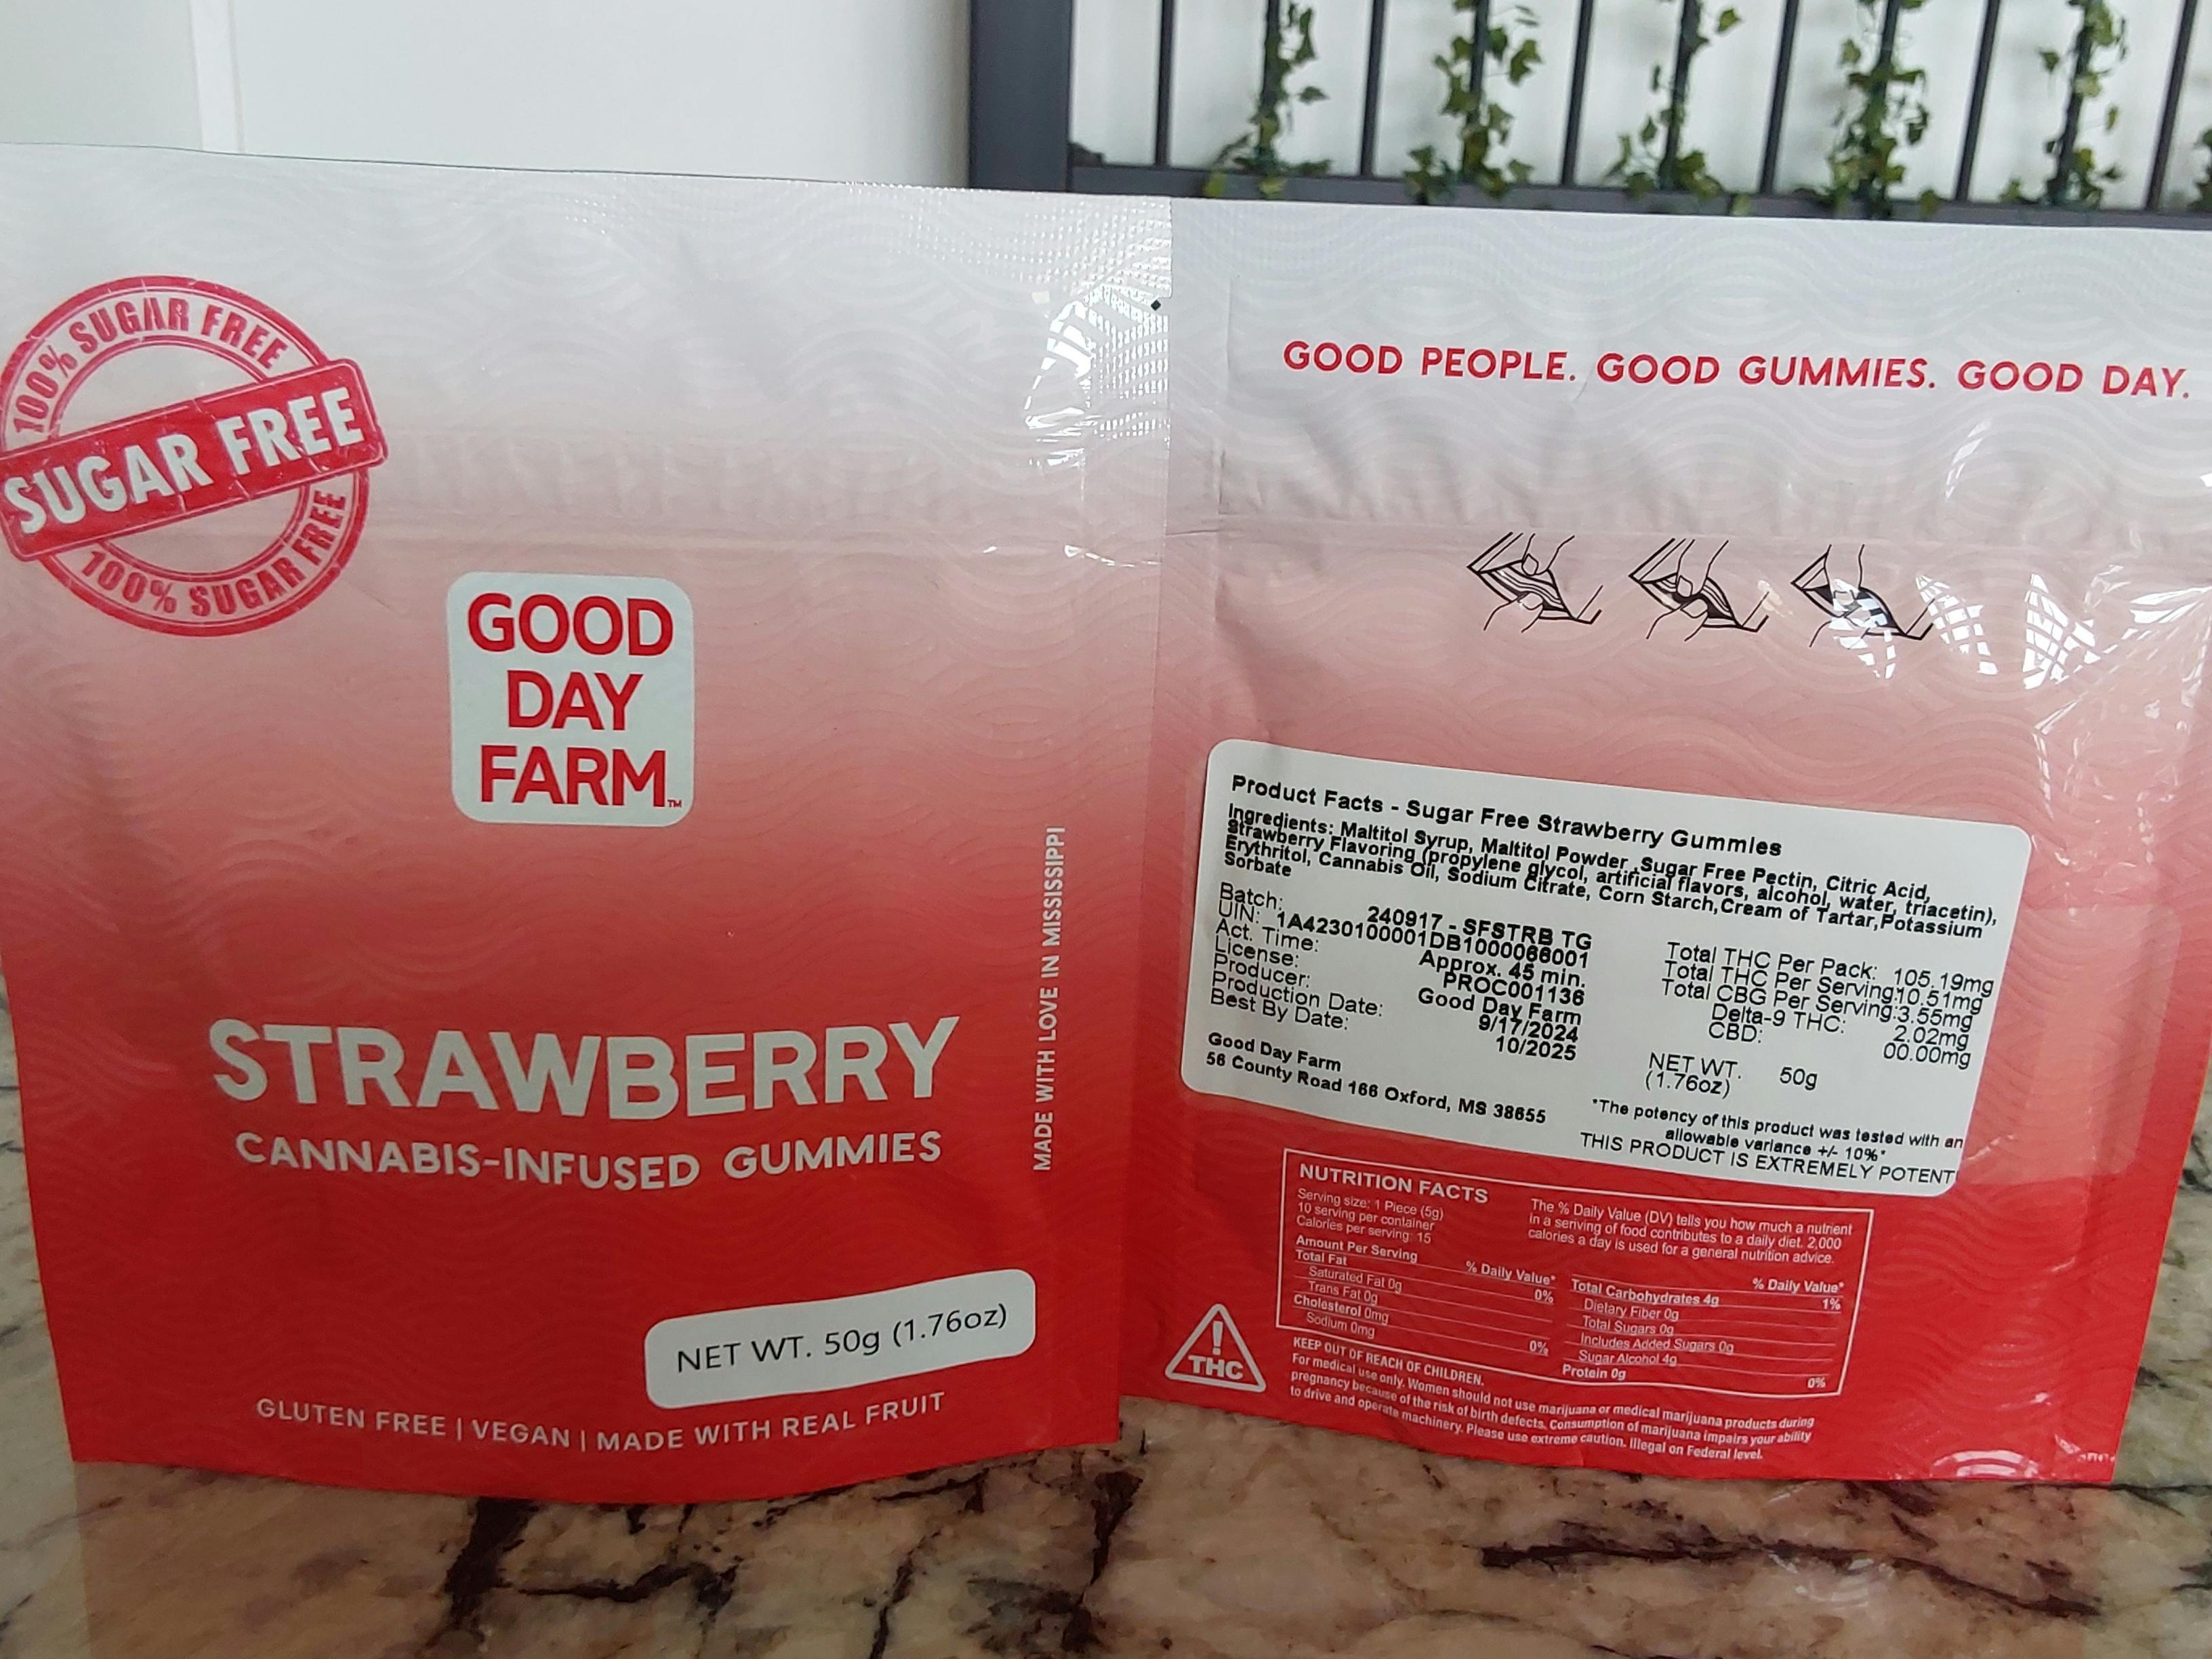 100% SUGAR FREE
SUGAR FREE
100% SUGAR FREE
GOOD
DAY
FARM™
STRAWBERRY
CANNABIS-INFUSED GUMMIES
MADE WITH LOVE IN MISSISSIPPI
NET WT. 50g (1.76oz)
GLUTEN FREE | VEGAN | MADE WITH REAL FRUIT
GOOD PEOPLE. GOOD GUMMIES. GOOD DAY.
Product Facts - Sugar Free Strawberry Gummies
Ingredients: Maltitol Syrup, Maltitol Powder, Sugar Free Pectin, Citric Acid,
Strawberry Flavoring (propylene glycol, artificial flavors, alcohol, water, triacetin),
Erythritol, Cannabis Oil, Sodium Citrate, Corn Starch, Cream of Tartar, Potassium
Sorbate
Batch: 240917 - SFSTRB TG
UIN: 1A4230100001DB1000066001
Act. Time: Approx. 45 min.
License: PROC001136
Producer: Good Day Farm
Production Date: 9/17/2024
Best By Date: 10/2025
Total THC Per Pack: 105.19mg
Total THC Per Serving:10.51mg
Total CBG Per Serving:3.55mg
Delta-9 THC: 2.02mg
CBD: 00.00mg
NET WT. 50g
(1.76oz)
Good Day Farm
56 County Road 166 Oxford, MS 38655
*The potency of this product was tested with an
allowable variance +/- 10%*
THIS PRODUCT IS EXTREMELY POTENT
NUTRITION FACTS
Serving size: 1 Piece (5g)
10 serving per container
Calories per serving: 15
The % Daily Value (DV) tells you how much a nutrient
in a seriving of food contributes to a daily diet. 2,000
calories a day is used for a general nutrition advice.
Amount Per Serving
% Daily Value*
Total Fat 0%
Saturated Fat 0g
Trans Fat 0g
Cholesterol 0mg
Sodium 0mg 0%
% Daily Value*
Total Carbohydrates 4g 1%
Dietary Fiber 0g
Total Sugars 0g
Includes Added Sugars 0g
Sugar Alcohol 4g
Protein 0g 0%
! THC
KEEP OUT OF REACH OF CHILDREN.
For medical use only. Women should not use marijuana or medical marijuana products during
pregnancy because of the risk of birth defects. Consumption of marijuana impairs your ability
to drive and operate machinery. Please use extreme caution. Illegal on Federal level.